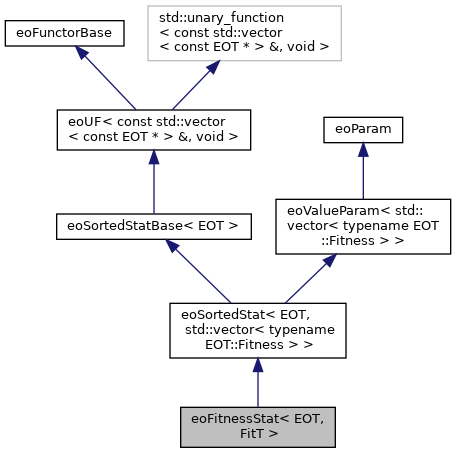 std::unary_function
< const std::vector
< const EOT * > &, void >
eoFunctorBase
eoUF< const std::vector
< const EOT * > &, void >
eoParam
eoSortedStatBase< EOT >
eoValueParam< std::
vector< typename EOT
::Fitness > >
eoSortedStat< EOT,
std::vector< typename
EOT::Fitness > >
eoFitnessStat< EOT,
FitT >